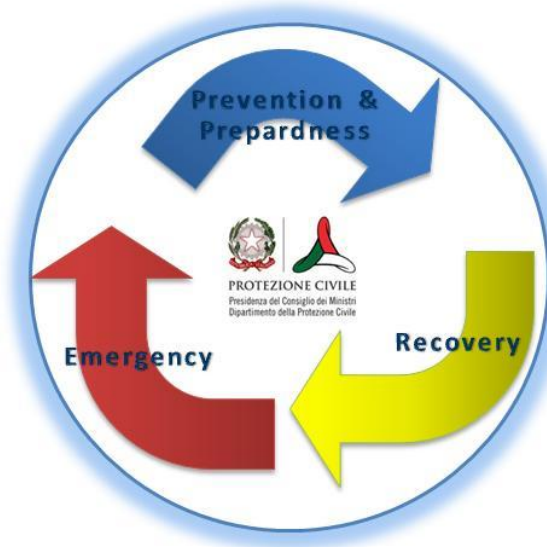 Prevention &
Prepardness
PROTEZIONE CIVILE
Presidenza del Consiglio dei Ministri
Dipartimento della Protezione Civile
Recovery
Emergency